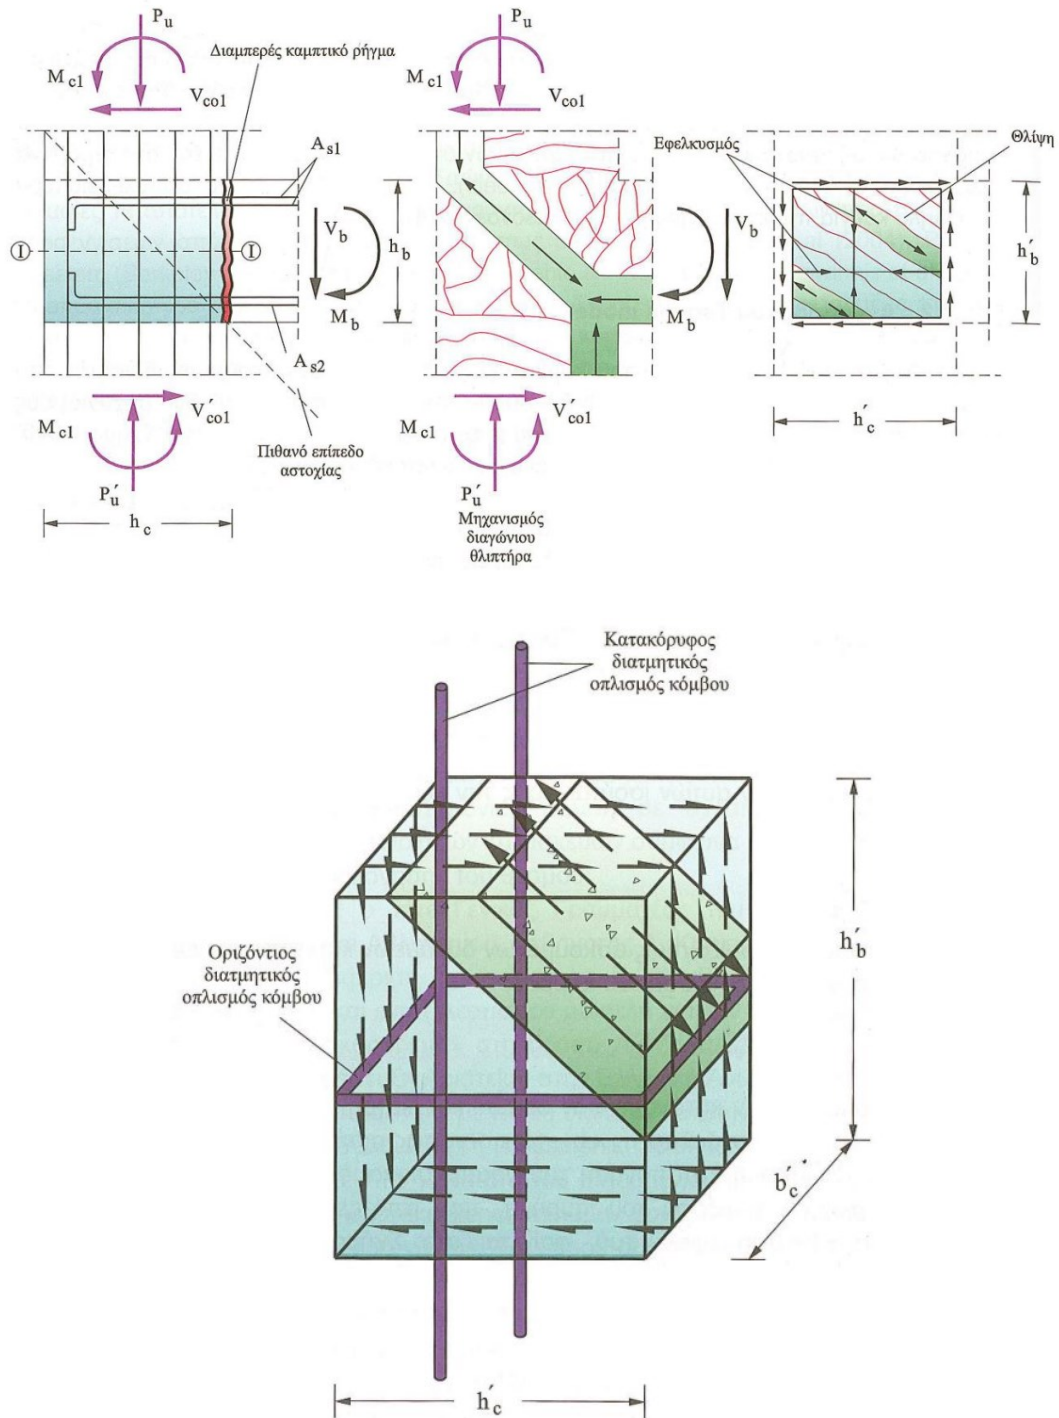 P_u
Διαμπερές καμπτικό ρήγμα
M_c1
V_co1
A_s1
I
I
V_b
h_b
M_b
A_s2
V´_co1
M_c1
Πιθανό επίπεδο
αστοχίας
P_u´
h_c
P_u
M_c1
V_co1
V_b
M_b
V´_co1
M_c1
P_u´
Μηχανισμός
διαγώνιου
θλιπτήρα
Εφελκυσμός
Θλίψη
h´_b
h´_c
Κατακόρυφος
διατμητικός
οπλισμός κόμβου
Οριζόντιος
διατμητικός
οπλισμός κόμβου
h´_b
b´_c
h´_c